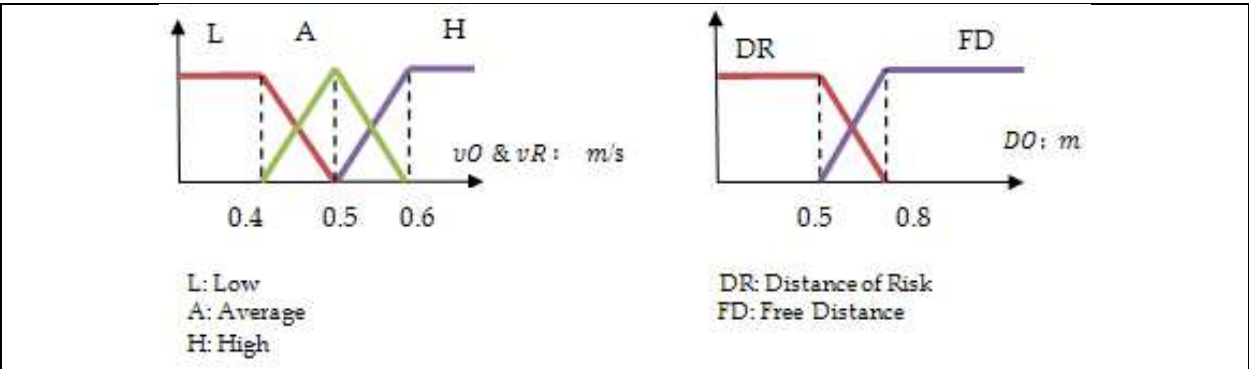 L A H
vO & vR : m/s
0.4 0.5 0.6
L: Low
A: Average
H: High
DR FD
DO: m
0.5 0.8
DR: Distance of Risk
FD: Free Distance